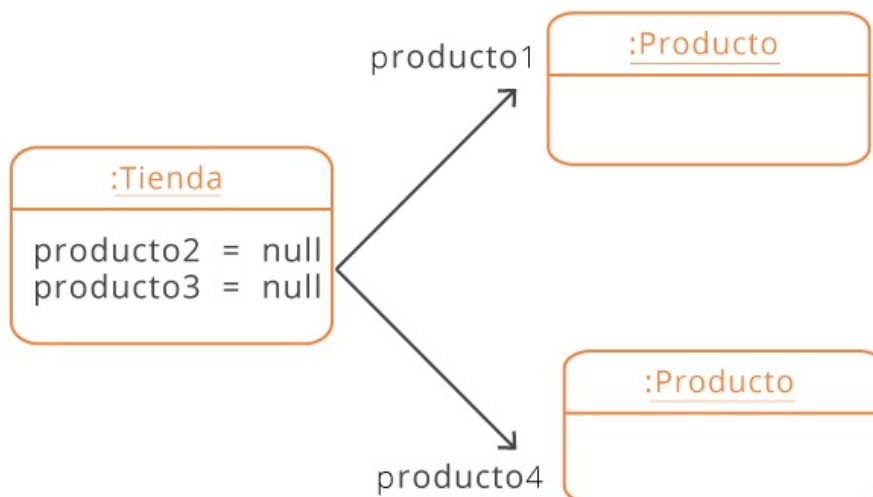 producto1
:Producto
:Tienda
producto2 = null
producto3 = null
:Producto
producto4